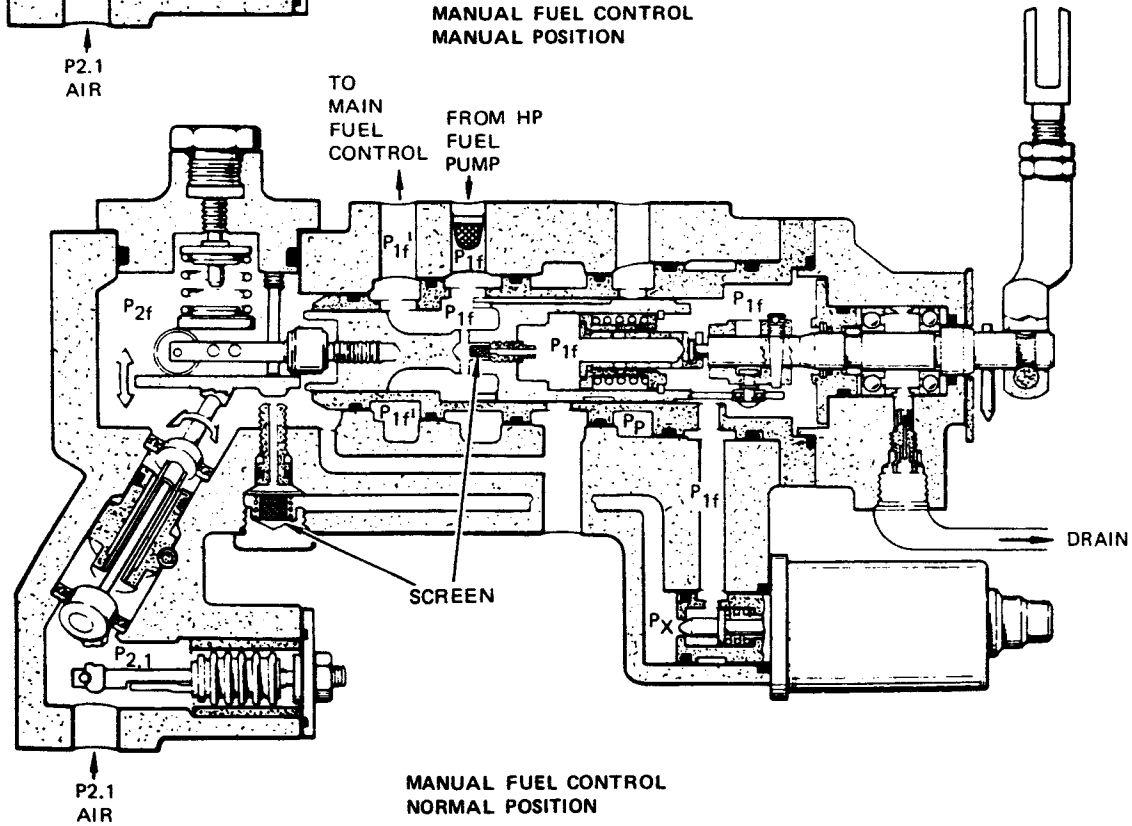 MANUAL FUEL CONTROL
MANUAL POSITION
P2.1
AIR
TO
MAIN
FUEL
CONTROL
FROM HP
FUEL
PUMP
P1f'
P1f
P2f
P1f
P1f
P1f
P1f'
PP
P1f
PX
SCREEN
DRAIN
P2.1
P2.1
AIR
MANUAL FUEL CONTROL
NORMAL POSITION